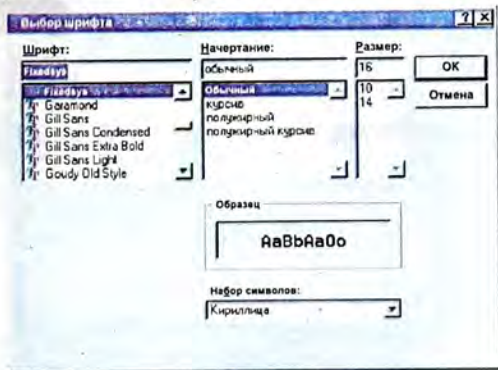 Выбор шрифта
Шрифт:
Fixedsys
Fixedsys
Garamond
Gill Sans
Gill Sans Condensed
Gill Sans Extra Bold
Gill Sans Light
Goudy Old Style
Начертание:
обычный
Обычный
курсив
полужирный
полужирный курсив
Размер:
16
10
14
OK
Отмена
Образец
AaBbAaOo
Набор символов:
Кириллица